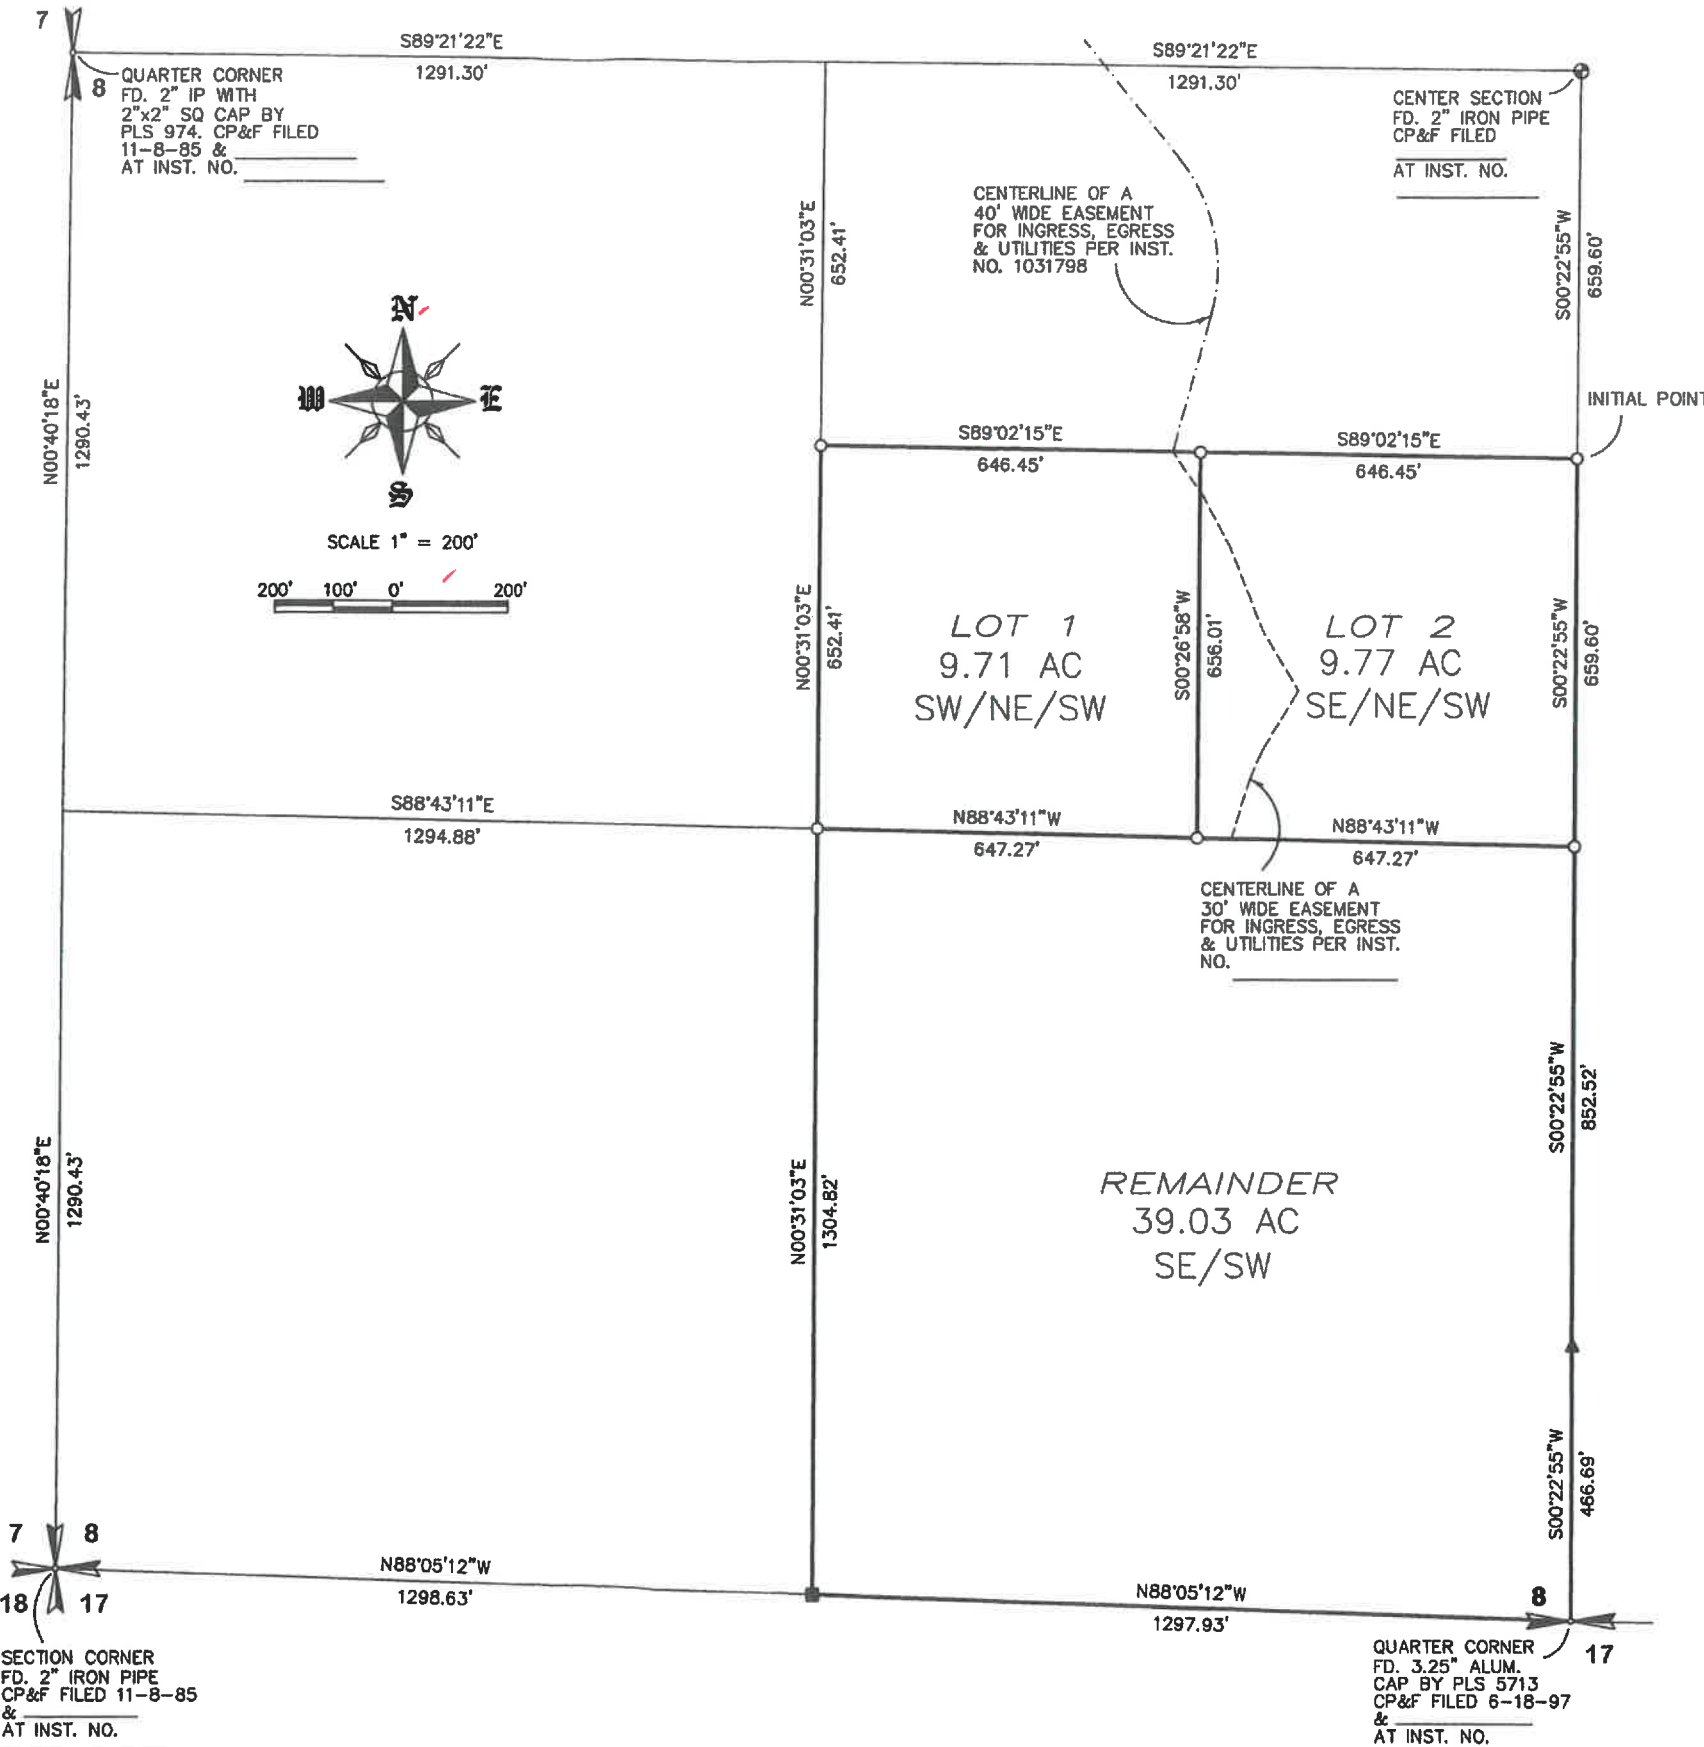 7
S89°21'22"E
1291.30'
S89°21'22"E
1291.30'
8
QUARTER CORNER
FD. 2" IP WITH
2"x2" SQ CAP BY
PLS 974. CP&F FILED
11-8-85 &
AT INST. NO.
CENTER SECTION
FD. 2" IRON PIPE
CP&F FILED
AT INST. NO.
CENTERLINE OF A
40' WIDE EASEMENT
FOR INGRESS, EGRESS
& UTILITIES PER INST.
NO. 1031798
N00°31'03"E
652.41'
S00°22'55"W
659.60'
N
W
E
S
N00°40'18"E
1290.43'
INITIAL POINT
S89°02'15"E
646.45'
S89°02'15"E
646.45'
SCALE 1" = 200'
200' 100' 0' 200'
N00°31'03"E
652.41'
LOT 1
9.71 AC
SW/NE/SW
S00°26'58"W
656.01'
LOT 2
9.77 AC
SE/NE/SW
S00°22'55"W
659.60'
S88°43'11"E
1294.88'
N88°43'11"W
647.27'
N88°43'11"W
647.27'
CENTERLINE OF A
30' WIDE EASEMENT
FOR INGRESS, EGRESS
& UTILITIES PER INST.
NO.
S00°22'55"W
852.52'
N00°40'18"E
1290.43'
N00°31'03"E
1304.82'
REMAINDER
39.03 AC
SE/SW
S00°22'55"W
466.69'
7 8
18 17
N88°05'12"W
1298.63'
N88°05'12"W
1297.93'
8
17
SECTION CORNER
FD. 2" IRON PIPE
CP&F FILED 11-8-85
&
AT INST. NO.
QUARTER CORNER
FD. 3.25" ALUM.
CAP BY PLS 5713
CP&F FILED 6-18-97
&
AT INST. NO.